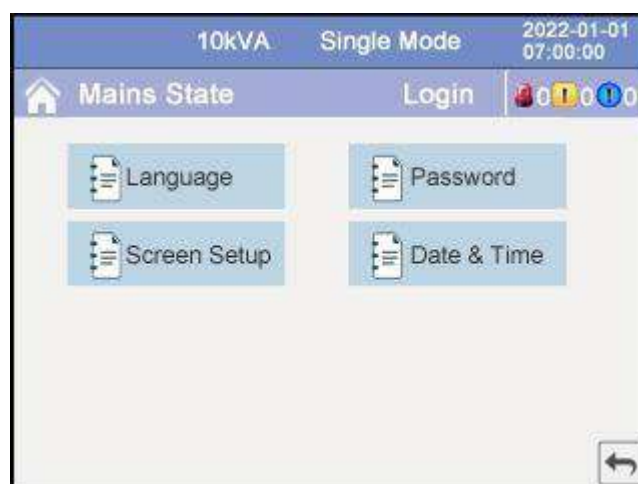 10kVA Single Mode 2022-01-01
07:00:00
Mains State Login 0 ! 0 ! 0
Language Password
Screen Setup Date & Time